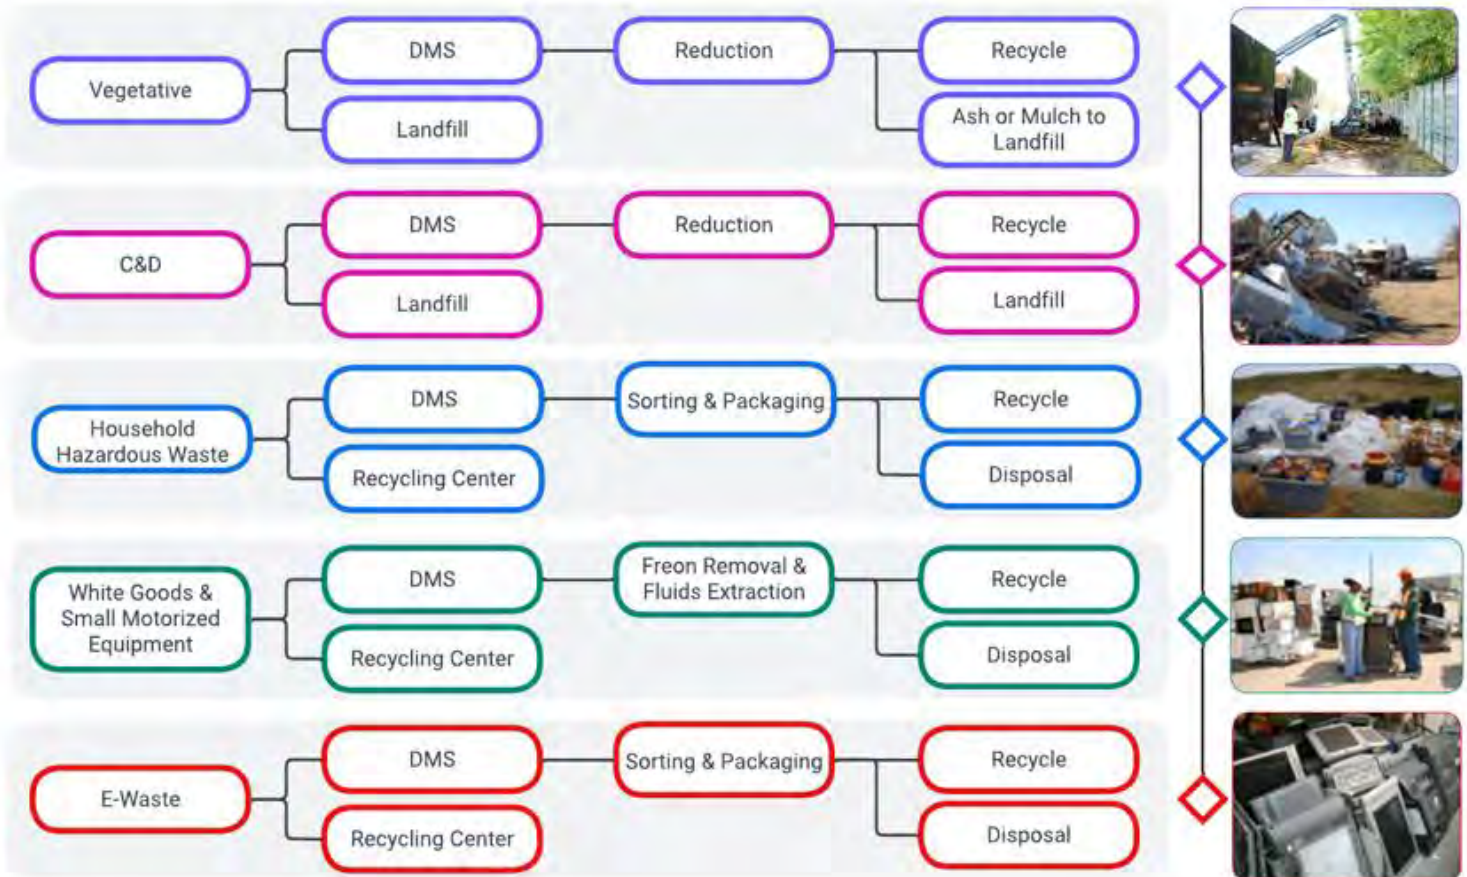 Vegetative
DMS
Reduction
Recycle
Landfill
Ash or Mulch to
Landfill
C&D
DMS
Reduction
Recycle
Landfill
Landfill
Household
Hazardous Waste
DMS
Sorting & Packaging
Recycle
Recycling Center
Disposal
White Goods &
Small Motorized
Equipment
DMS
Freon Removal &
Fluids Extraction
Recycle
Recycling Center
Disposal
E-Waste
DMS
Sorting & Packaging
Recycle
Recycling Center
Disposal